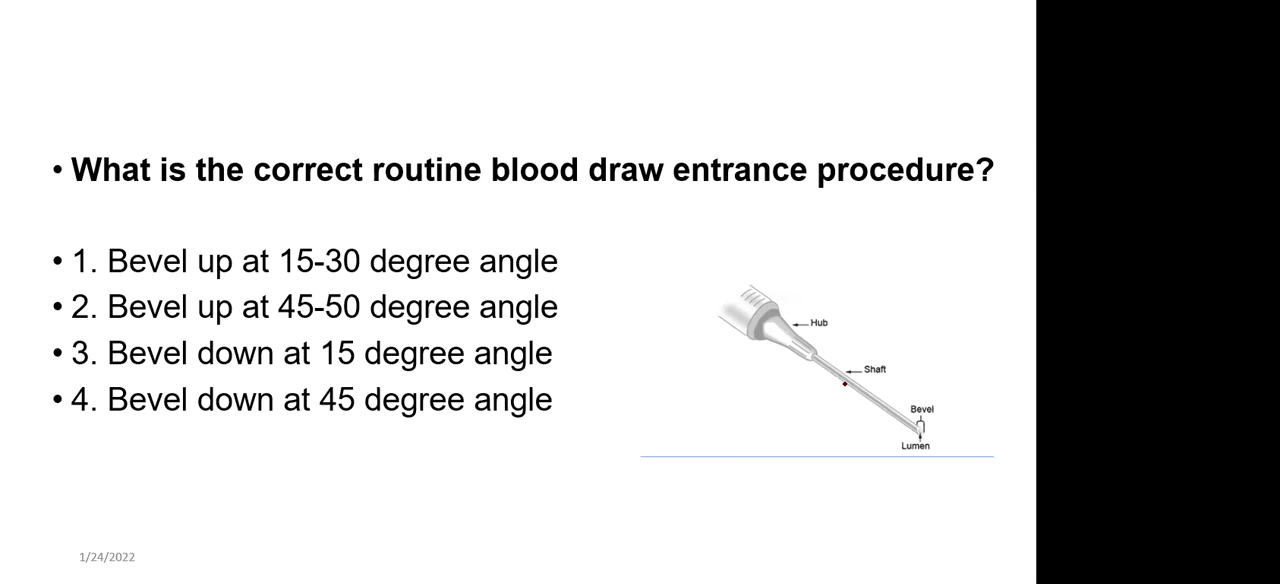 • What is the correct routine blood draw entrance procedure?
• 1. Bevel up at 15-30 degree angle
• 2. Bevel up at 45-50 degree angle
• 3. Bevel down at 15 degree angle
• 4. Bevel down at 45 degree angle
Hub
Shaft
Bevel
Lumen
1/24/2022